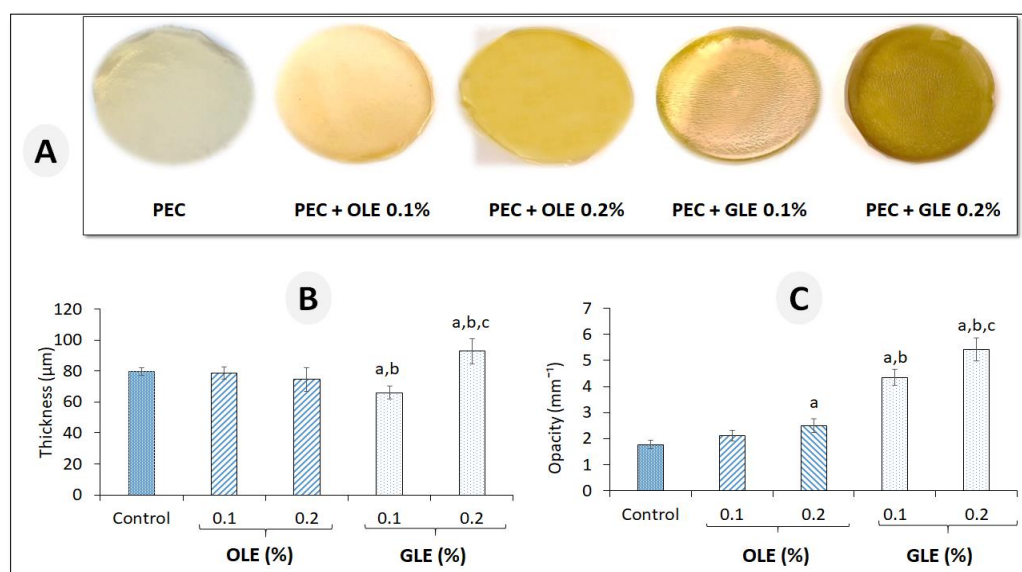 A
PEC
PEC + OLE 0.1%
PEC + OLE 0.2%
PEC + GLE 0.1%
PEC + GLE 0.2%
B
Thickness (µm)
120
100
80
60
40
20
0
a,b
a,b,c
Control
0.1
0.2
0.1
0.2
OLE (%)
GLE (%)
C
Opacity (mm⁻¹)
7
6
5
4
3
2
1
0
a
a,b
a,b,c
Control
0.1
0.2
0.1
0.2
OLE (%)
GLE (%)